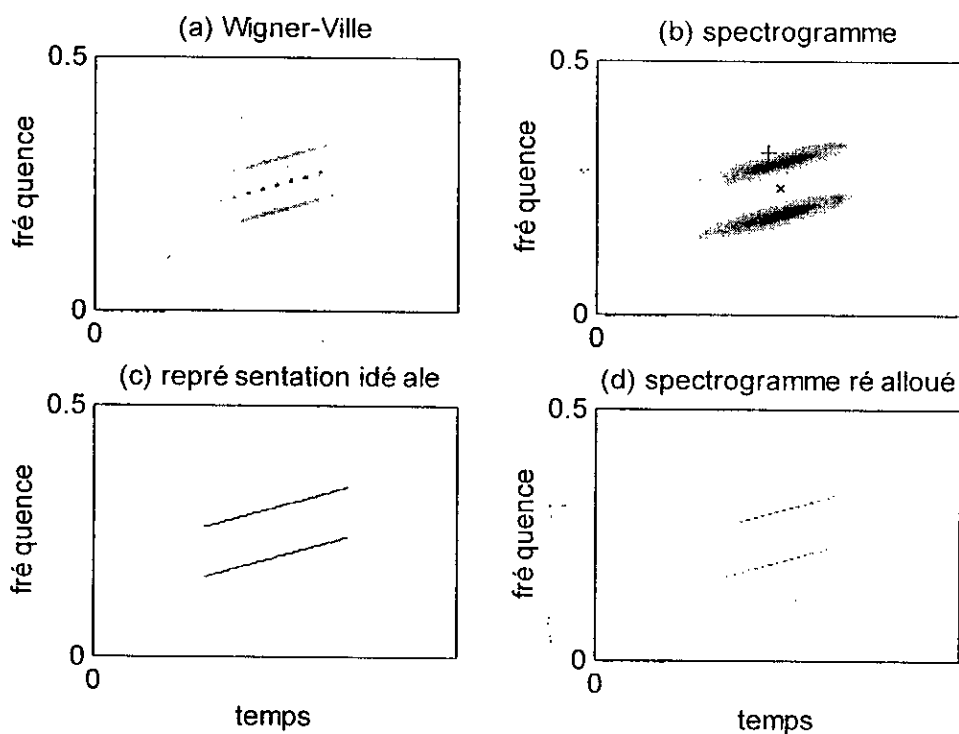 (a) Wigner-Ville
0.5
fré quence
0
0
(b) spectrogramme
0.5
fré quence
0
0
(c) repré sentation idé ale
0.5
fré quence
0
0
temps
(d) spectrogramme ré alloué
0.5
fré quence
0
0
temps